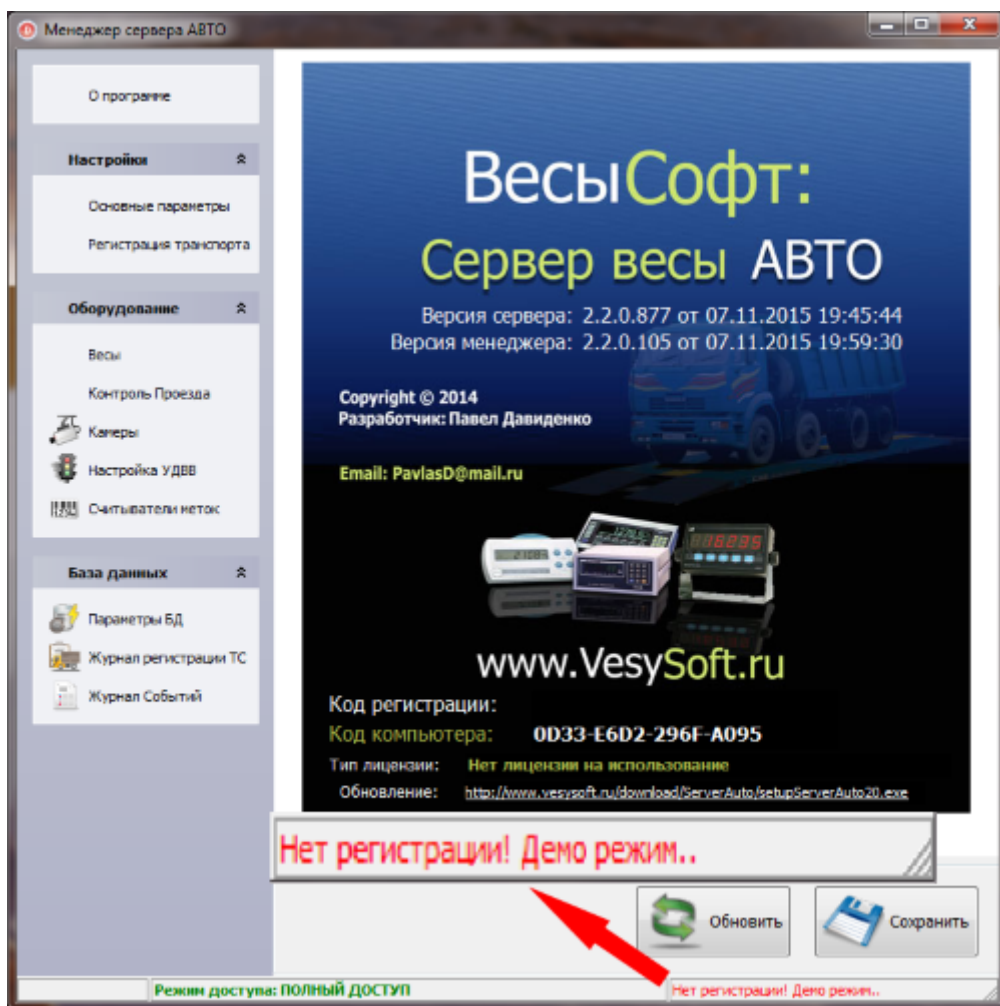 Менеджер сервера АВТО
О программе
Настройки
Основные параметры
Регистрация транспорта
Оборудование
Весы
Контроль Проезда
Камеры
Настройка УДВВ
Считыватели меток
База данных
Параметры БД
Журнал регистрации ТС
Журнал Событий
ВесыСофт:
Сервер весы АВТО
Версия сервера: 2.2.0.877 от 07.11.2015 19:45:44
Версия менеджера: 2.2.0.105 от 07.11.2015 19:59:30
Copyright © 2014
Разработчик: Павел Давиденко
Email: PavlasD@mail.ru
www.VesySoft.ru
Код регистрации:
Код компьютера: 0D33-E6D2-296F-A095
Тип лицензии: Нет лицензии на использование
Обновление: http://www.vesysoft.ru/download/ServerAuto/setupServerAuto20.exe
Нет регистрации! Демо режим..
Обновить
Сохранить
Режим доступа: ПОЛНЫЙ ДОСТУП
Нет регистрации! Демо режим..